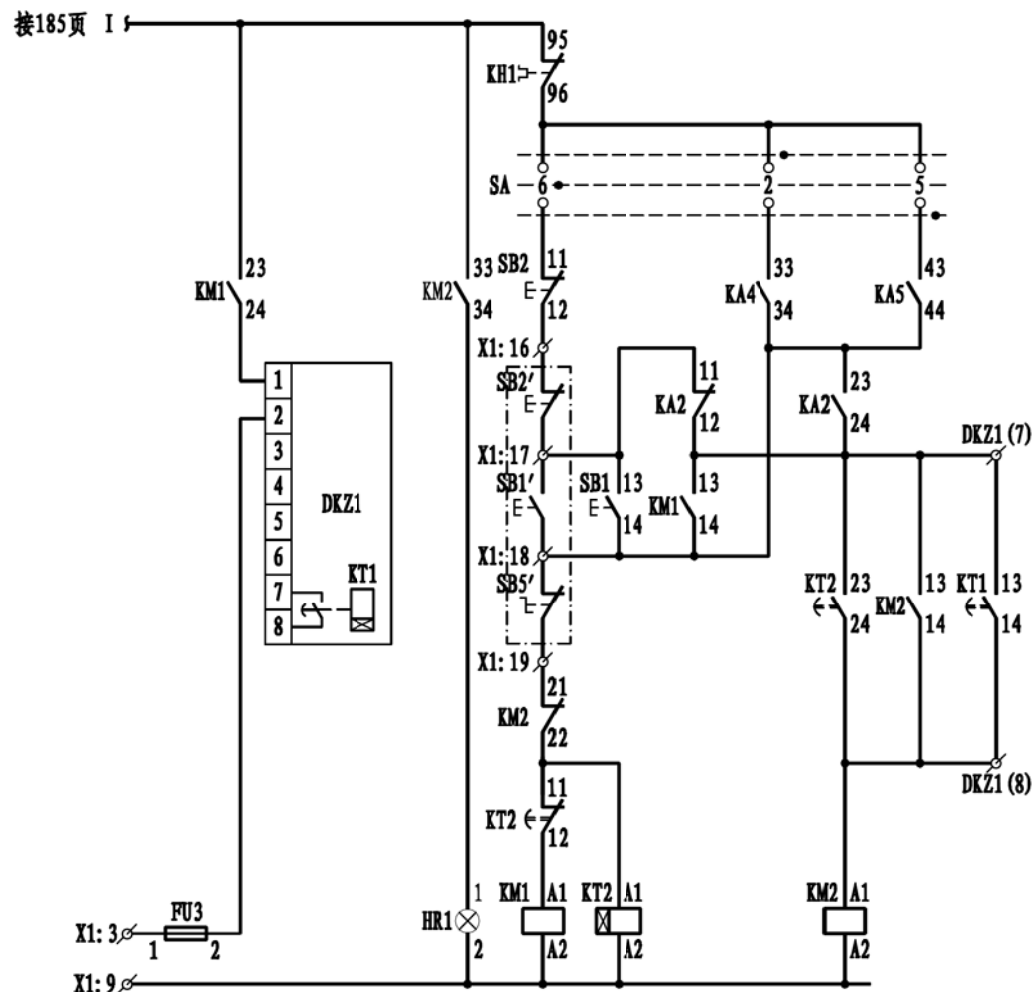 接185页 I
95
KH1
96
SA 6 2 5
23
KM1
24
33
KM2
34
SB2 11
12
33
KA4
34
43
KA5
44
X1: 16
1
2
3
4
5
6
7
8
DKZ1
KT1
SB2′
11
KA2
12
23
KA2
24
X1: 17
DKZ1 (7)
SB1′
SB1 13
14
13
KM1
14
X1: 18
SB5′
KT2 23
24
13
KM2
14
KT1 13
14
X1: 19
21
KM2
22
DKZ1 (8)
11
KT2
12
1
HR1
2
KM1 A1
A2
KT2 A1
A2
KM2 A1
A2
FU3
X1: 3
1 2
X1: 9